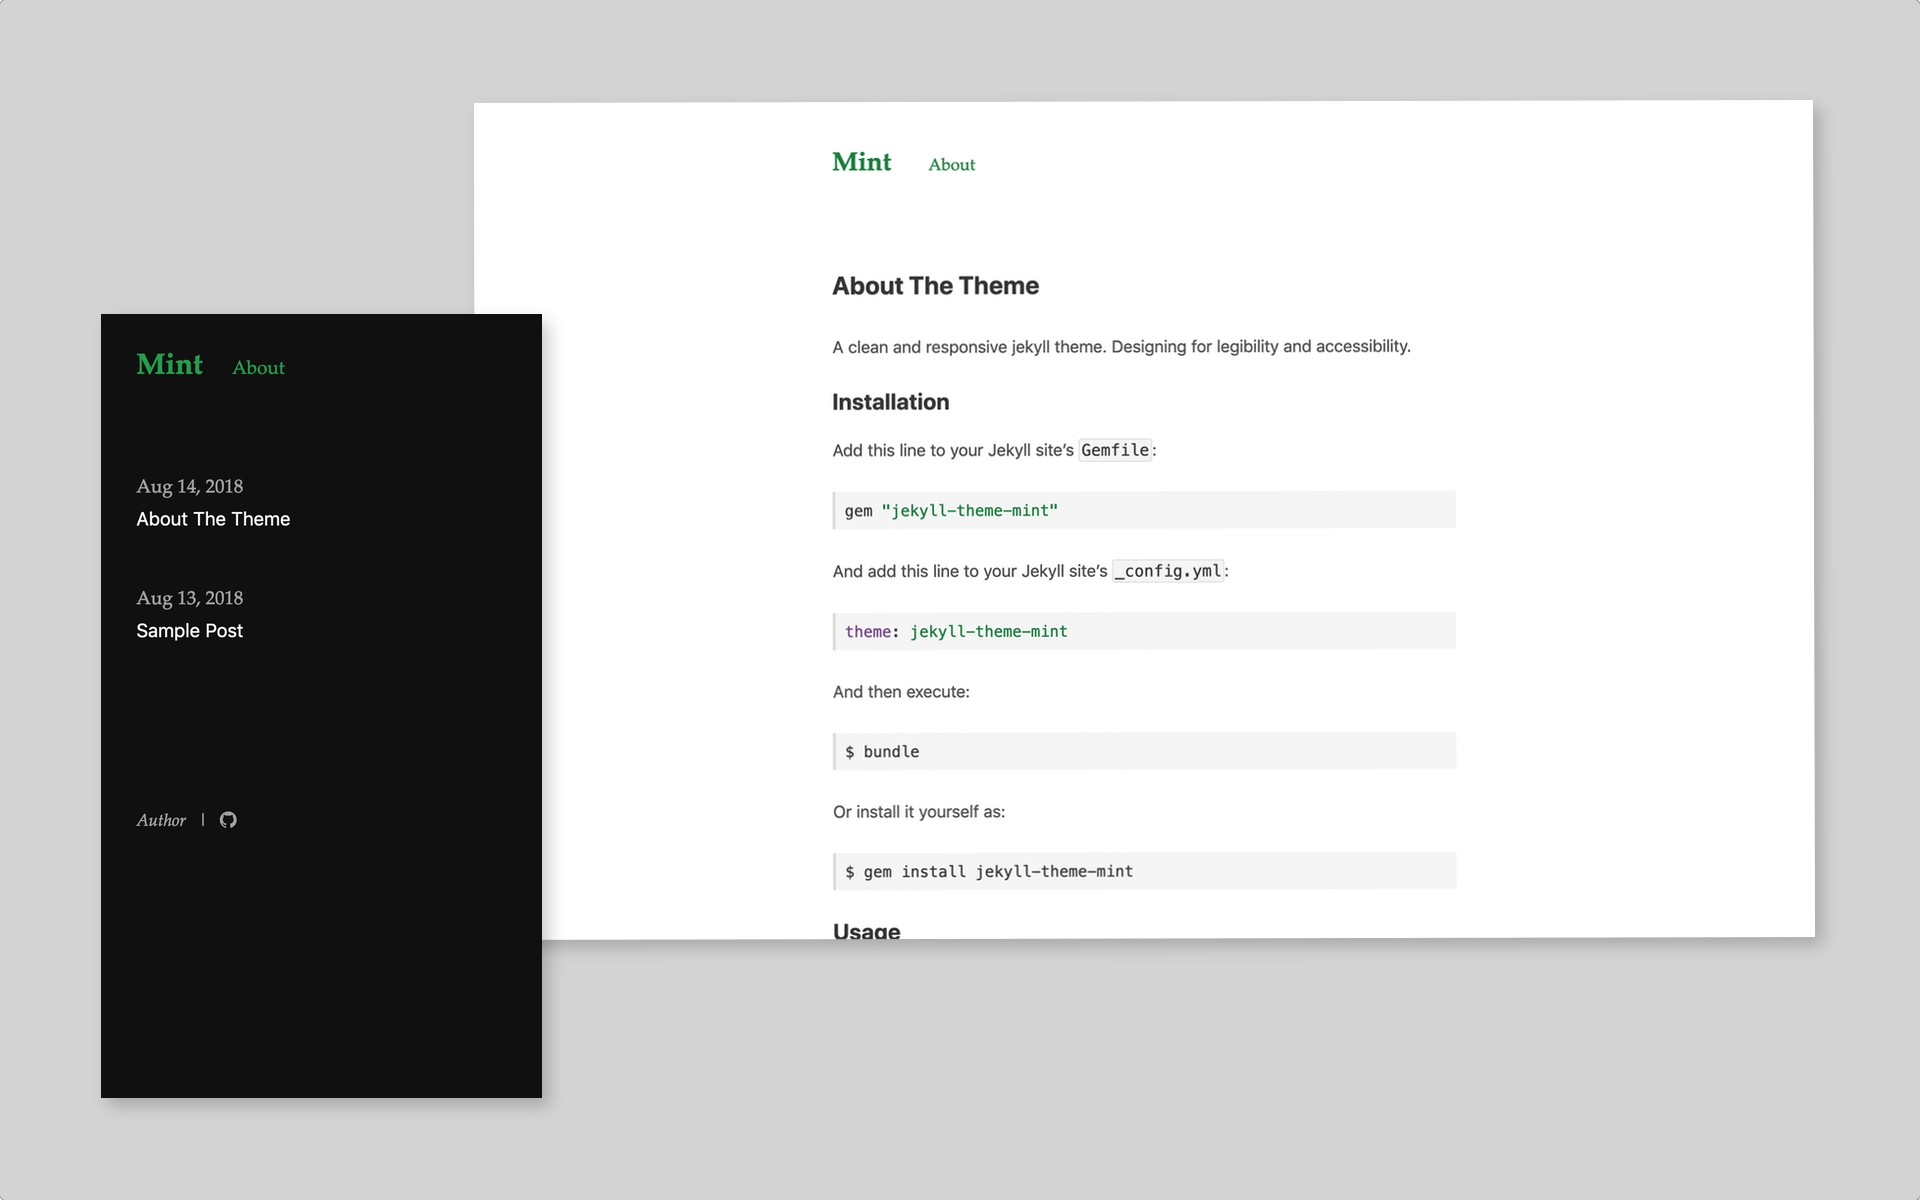 Mint About
Aug 14, 2018
About The Theme
Aug 13, 2018
Sample Post
Author |
Mint About
About The Theme
A clean and responsive jekyll theme. Designing for legibility and accessibility.
Installation
Add this line to your Jekyll site’s Gemfile:
gem "jekyll-theme-mint"
And add this line to your Jekyll site’s _config.yml:
theme: jekyll-theme-mint
And then execute:
$ bundle
Or install it yourself as:
$ gem install jekyll-theme-mint
Usage